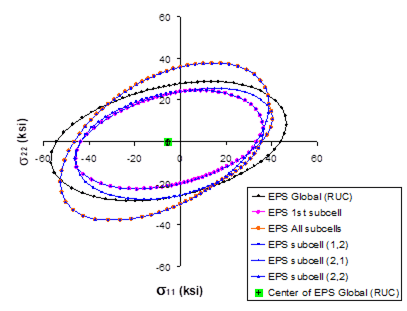 60
40
20
-60 -40 -20 0 20 40 60
-20
-40
-60
σ22 (ksi)
σ11 (ksi)
EPS Global (RUC)
EPS 1st subcell
EPS All subcells
EPS subcell (1,2)
EPS subcell (2,1)
EPS subcell (2,2)
Center of EPS Global (RUC)